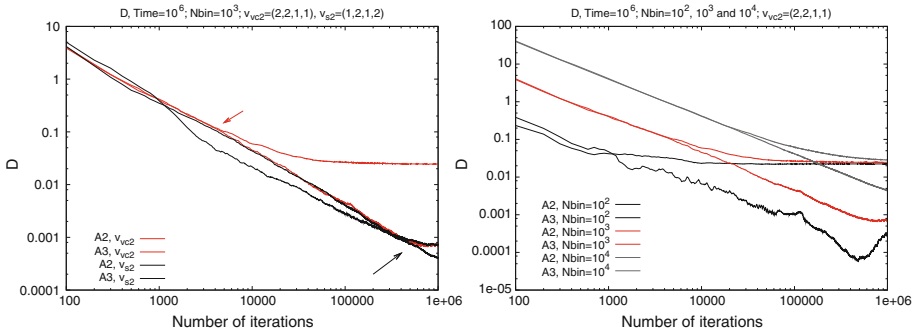 D, Time=10^6; Nbin=10^3; v_vc2=(2,2,1,1), v_s2=(1,2,1,2)
10
1
0.1
0.01
0.001
0.0001
D
A2, v_vc2
A3, v_vc2
A2, v_s2
A3, v_s2
100
1000
10000
100000
1e+06
Number of iterations
D, Time=10^6; Nbin=10^2, 10^3 and 10^4; v_vc2=(2,2,1,1)
100
10
1
0.1
0.01
0.001
0.0001
1e-05
D
A2, Nbin=10^2
A3, Nbin=10^2
A2, Nbin=10^3
A3, Nbin=10^3
A2, Nbin=10^4
A3, Nbin=10^4
100
1000
10000
100000
1e+06
Number of iterations